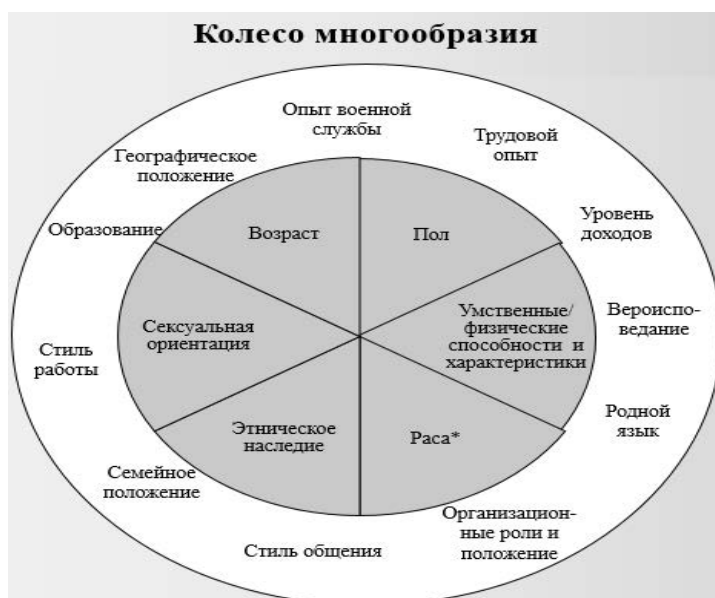 Колесо многообразия
Опыт военной
службы
Трудовой
опыт
Географическое
положение
Уровень
доходов
Образование
Возраст
Пол
Вероиспо-
ведание
Сексуальная
ориентация
Умственные/
физические
способности и
характеристики
Стиль
работы
Родной
язык
Этническое
наследие
Раса*
Семейное
положение
Организацион-
ные роли и
положение
Стиль общения